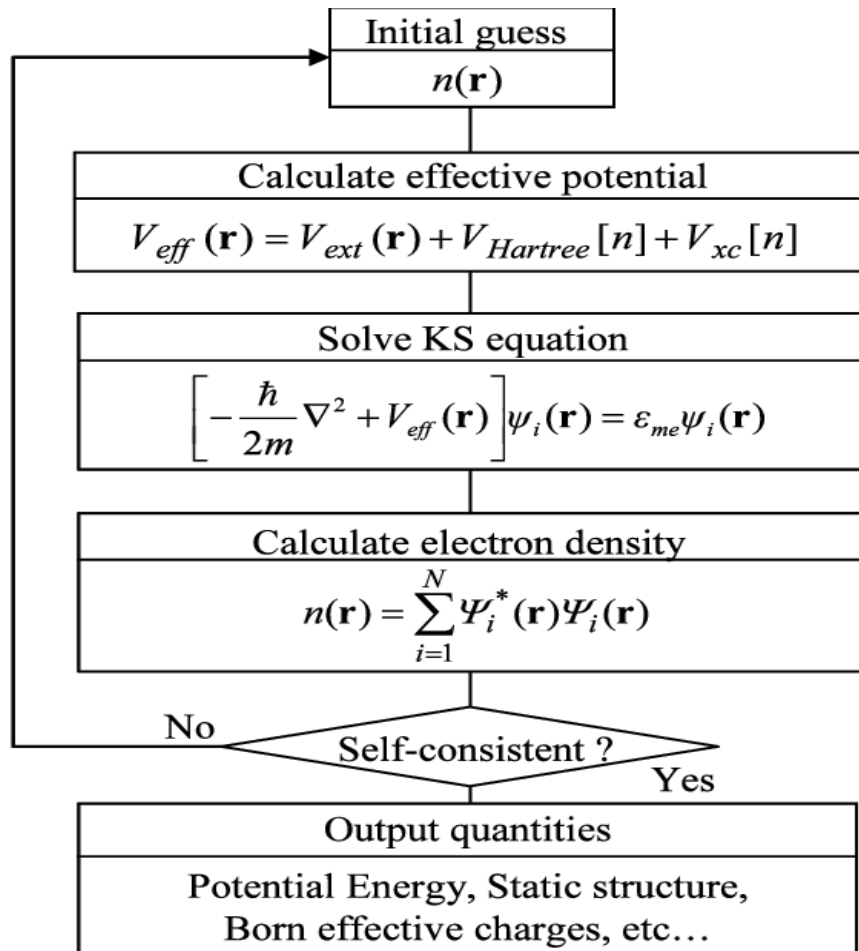 Initial guess
n(r)
Calculate effective potential
V_eff (r) = V_ext (r) + V_Hartree [n] + V_xc [n]
Solve KS equation
[-ħ/2m ∇² + V_eff (r)]ψ_i (r) = ε_me ψ_i (r)
Calculate electron density
n(r) = ∑_{i=1}^{N} Ψ_i^* (r)Ψ_i (r)
No
Self-consistent ?
Yes
Output quantities
Potential Energy, Static structure,
Born effective charges, etc…